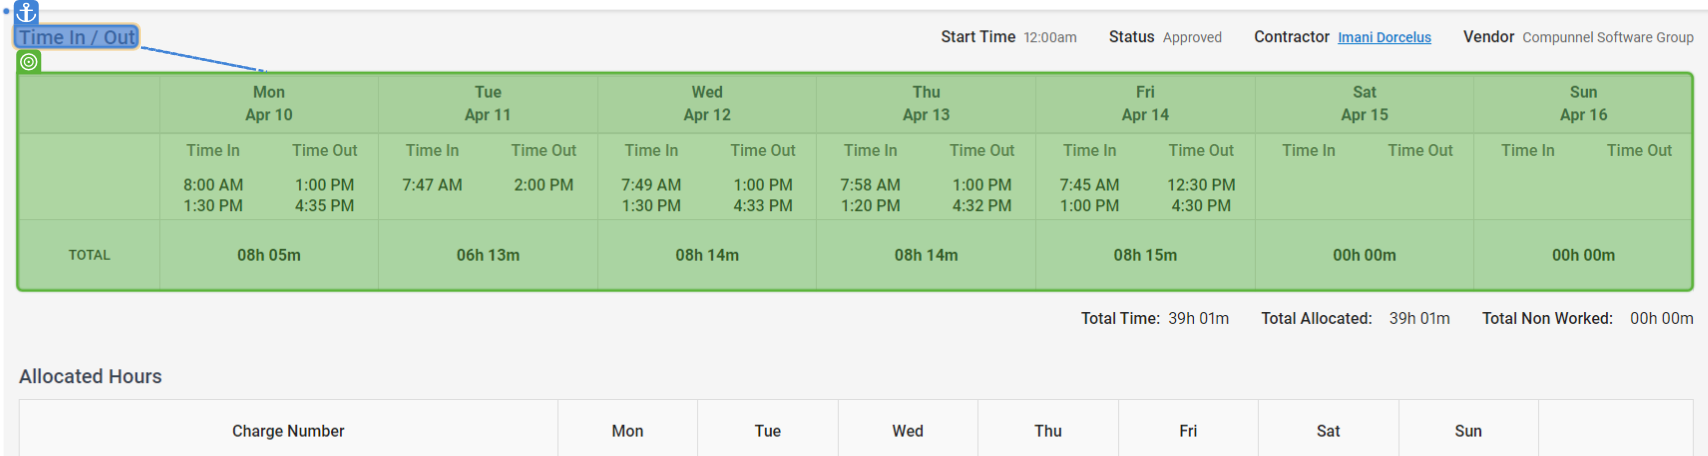 Time In / Out
Start Time 12:00am Status Approved Contractor Imani Dorcelus Vendor Compunnel Software Group
Mon Tue Wed Thu Fri Sat Sun
Apr 10 Apr 11 Apr 12 Apr 13 Apr 14 Apr 15 Apr 16
Time In Time Out Time In Time Out Time In Time Out Time In Time Out Time In Time Out Time In Time Out Time In Time Out
8:00 AM 1:00 PM 7:47 AM 2:00 PM 7:49 AM 1:00 PM 7:58 AM 1:00 PM 7:45 AM 12:30 PM
1:30 PM 4:35 PM 1:30 PM 4:33 PM 1:20 PM 4:32 PM 1:00 PM 4:30 PM
TOTAL 08h 05m 06h 13m 08h 14m 08h 14m 08h 15m 00h 00m 00h 00m
Total Time: 39h 01m Total Allocated: 39h 01m Total Non Worked: 00h 00m
Allocated Hours
Charge Number Mon Tue Wed Thu Fri Sat Sun